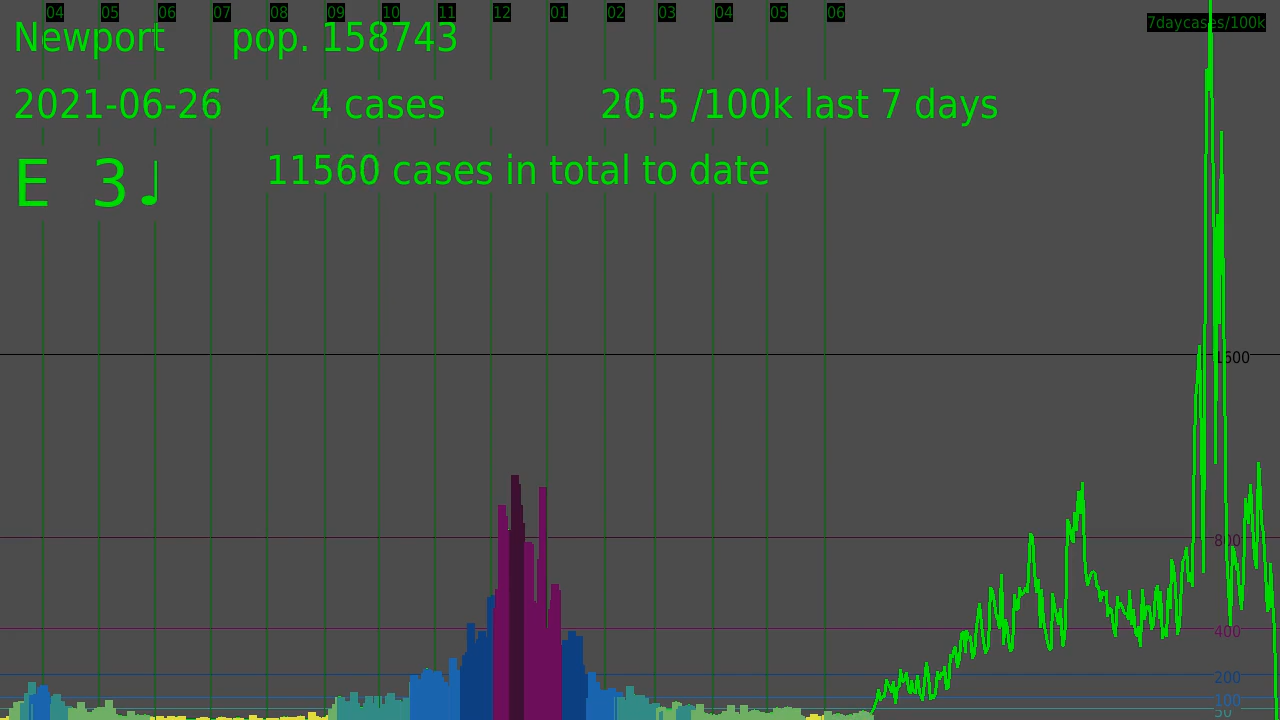 04 05 06 07 08 09 10 11 12 01 02 03 04 05 06
7daycases/100k
Newport pop. 158743
2021-06-26 4 cases 20.5 /100k last 7 days
E 3♩ 11560 cases in total to date
1600
800
400
200
100
50